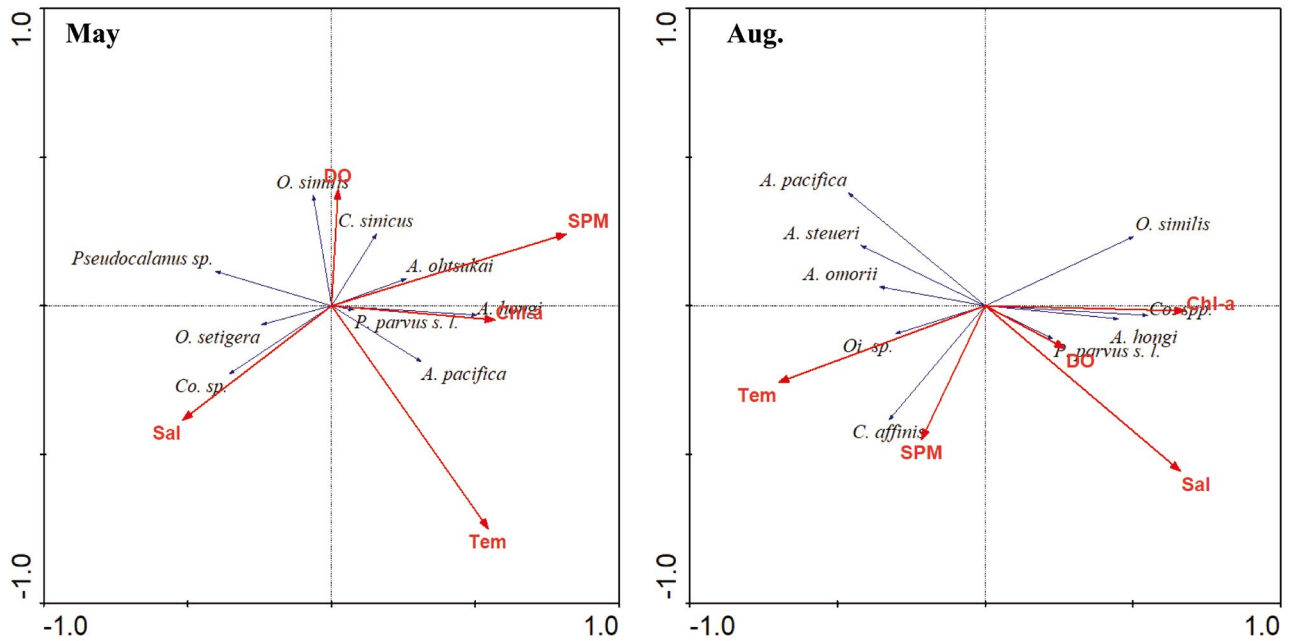 May
1.0
DO
O. similis
C. sinicus
SPM
Pseudocalanus sp.
A. ohtsukai
A. hongi
Chl-a
P. parvus s. l.
O. setigera
A. pacifica
Co. sp.
Sal
Tem
-1.0
-1.0
1.0
Aug.
1.0
A. pacifica
O. similis
A. steueri
A. omorii
Chl-a
Co. spp.
A. hongi
Oi. sp.
P. parvus s. l.
DO
Tem
C. affinis
SPM
Sal
-1.0
-1.0
1.0